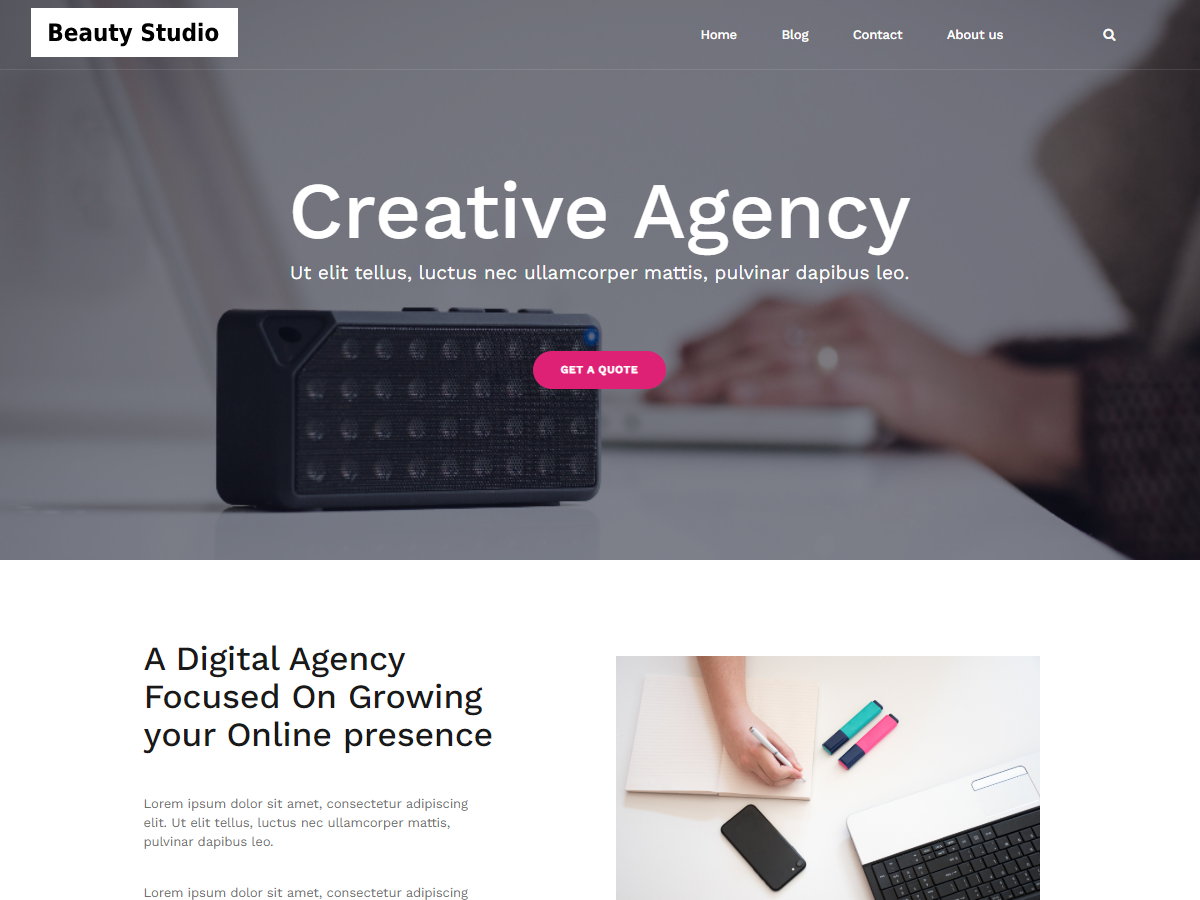 Beauty Studio
Home
Blog
Contact
About us
Creative Agency
Ut elit tellus, luctus nec ullamcorper mattis, pulvinar dapibus leo.
GET A QUOTE
A Digital Agency
Focused On Growing
your Online presence
Lorem ipsum dolor sit amet, consectetur adipiscing
elit. Ut elit tellus, luctus nec ullamcorper mattis,
pulvinar dapibus leo.
Lorem ipsum dolor sit amet, consectetur adipiscing